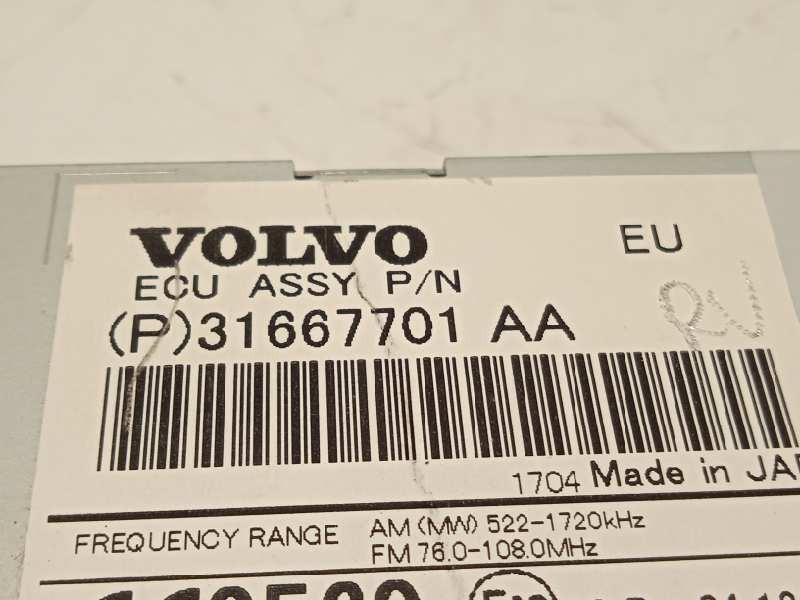 VOLVO EU
ECU ASSY P/N
(P)31667701 AA
1704 Made in JAP
FREQUENCY RANGE AM (MW) 522-1720kHz
FM 76.0-108.0MHz